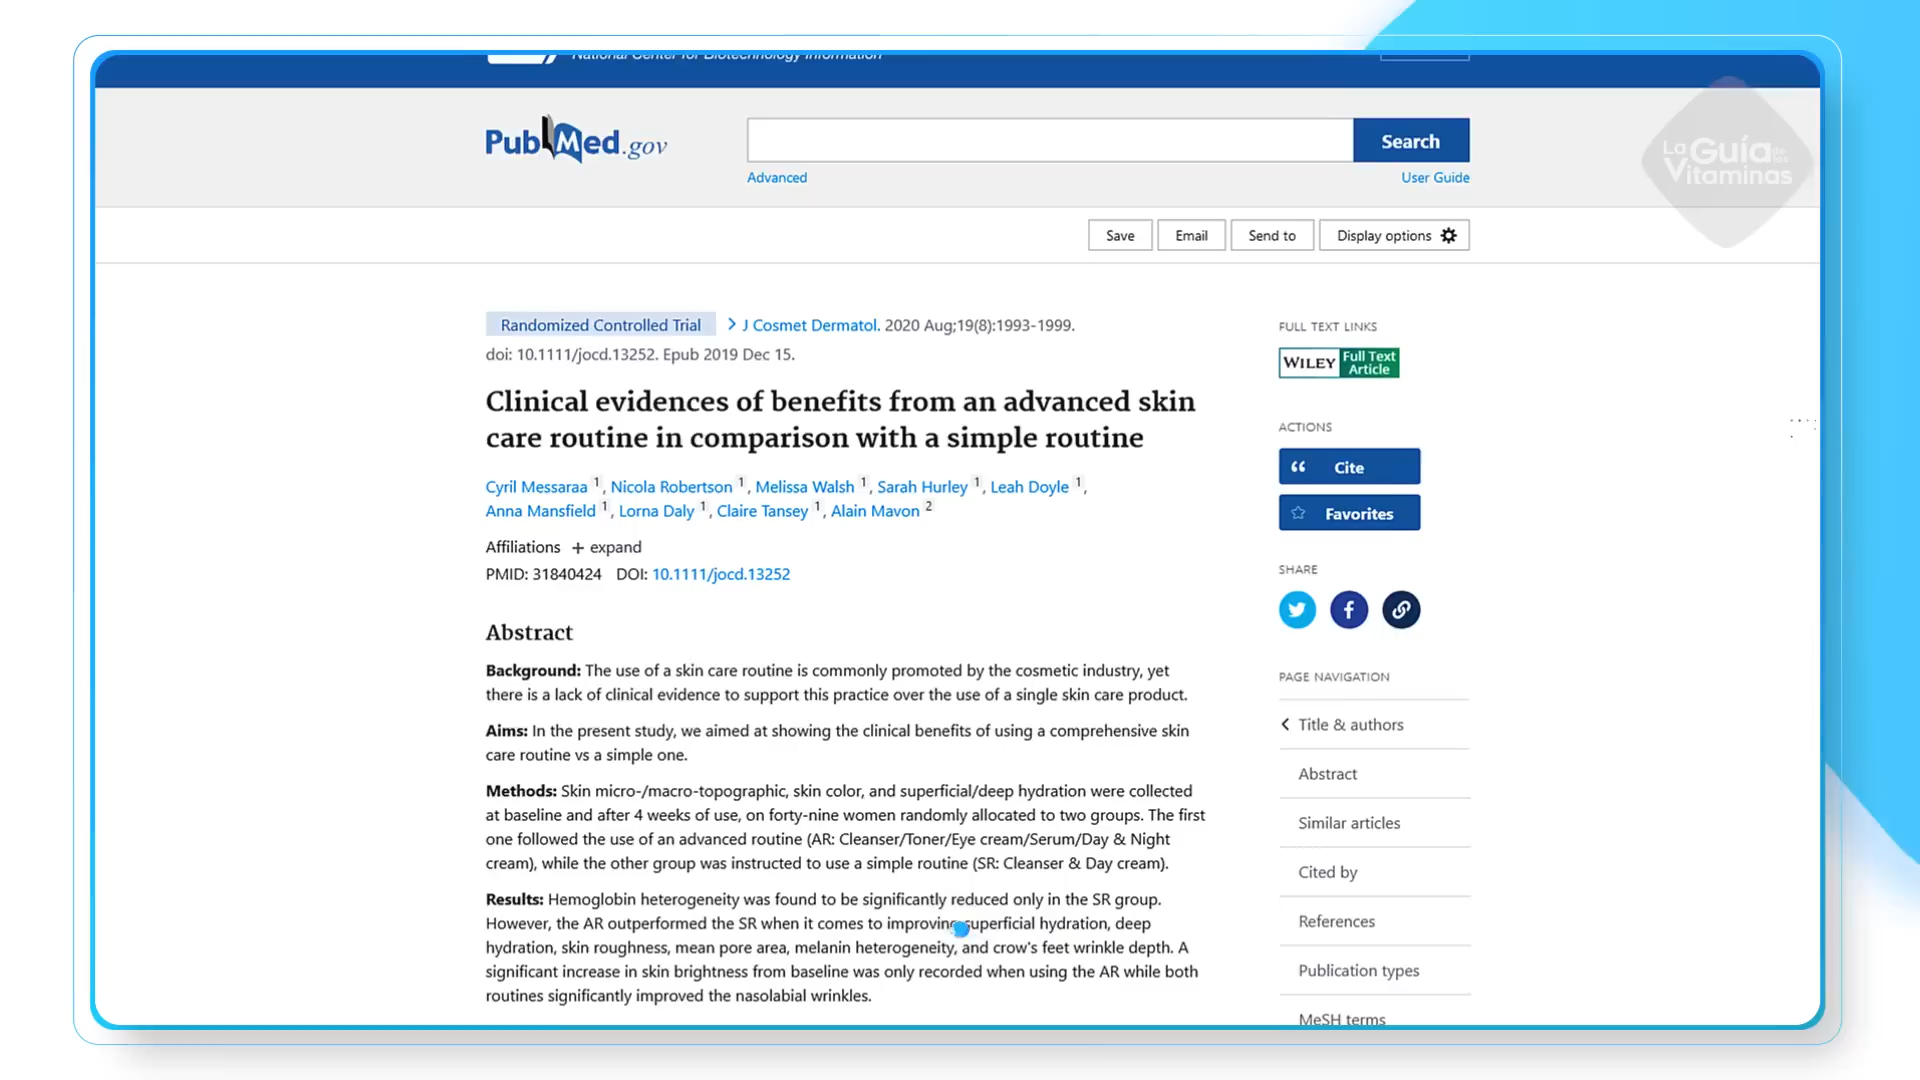 National Center for Biotechnology Information
PubMed.gov
Search
Advanced
User Guide
La Guía de las Vitaminas
Save
Email
Send to
Display options
Randomized Controlled Trial
J Cosmet Dermatol. 2020 Aug;19(8):1993-1999.
doi: 10.1111/jocd.13252. Epub 2019 Dec 15.
Clinical evidences of benefits from an advanced skin
care routine in comparison with a simple routine
Cyril Messaraa 1, Nicola Robertson 1, Melissa Walsh 1, Sarah Hurley 1, Leah Doyle 1,
Anna Mansfield 1, Lorna Daly 1, Claire Tansey 1, Alain Mavon 2
Affiliations + expand
PMID: 31840424 DOI: 10.1111/jocd.13252
Abstract
Background: The use of a skin care routine is commonly promoted by the cosmetic industry, yet
there is a lack of clinical evidence to support this practice over the use of a single skin care product.
Aims: In the present study, we aimed at showing the clinical benefits of using a comprehensive skin
care routine vs a simple one.
Methods: Skin micro-/macro-topographic, skin color, and superficial/deep hydration were collected
at baseline and after 4 weeks of use, on forty-nine women randomly allocated to two groups. The first
one followed the use of an advanced routine (AR: Cleanser/Toner/Eye cream/Serum/Day & Night
cream), while the other group was instructed to use a simple routine (SR: Cleanser & Day cream).
Results: Hemoglobin heterogeneity was found to be significantly reduced only in the SR group.
However, the AR outperformed the SR when it comes to improving superficial hydration, deep
hydration, skin roughness, mean pore area, melanin heterogeneity, and crow's feet wrinkle depth. A
significant increase in skin brightness from baseline was only recorded when using the AR while both
routines significantly improved the nasolabial wrinkles.
FULL TEXT LINKS
WILEY Full Text Article
ACTIONS
Cite
Favorites
SHARE
PAGE NAVIGATION
Title & authors
Abstract
Similar articles
Cited by
References
Publication types
MeSH terms